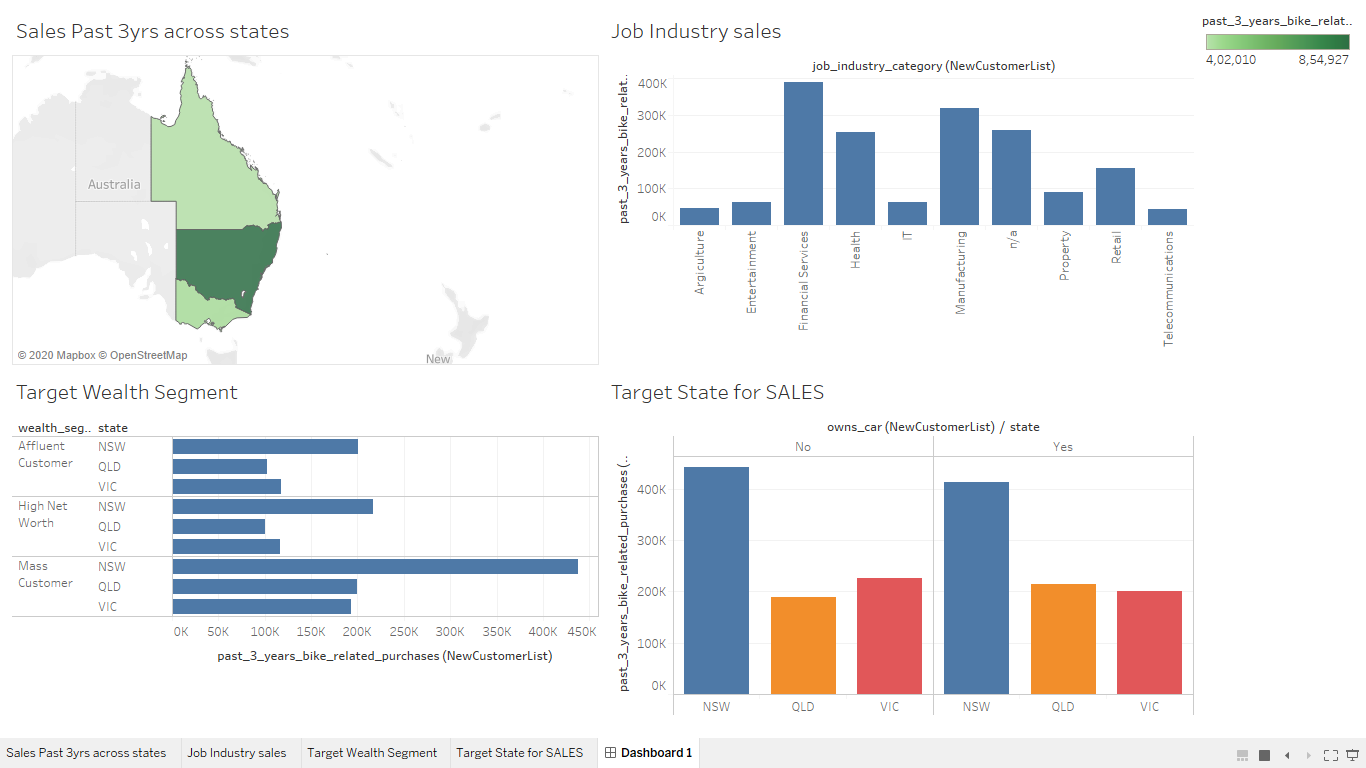 Sales Past 3yrs across states
Australia
© 2020 Mapbox © OpenStreetMap
New
Job Industry sales
job_industry_category (NewCustomerList)
past_3_years_bike_relat..
400K
300K
200K
100K
0K
Argiculture
Entertainment
Financial Services
Health
IT
Manufacturing
n/a
Property
Retail
Telecommunications
past_3_years_bike_relat..
4,02,010 8,54,927
Target Wealth Segment
wealth_seg.. state
Affluent Customer
NSW
QLD
VIC
High Net Worth
NSW
QLD
VIC
Mass Customer
NSW
QLD
VIC
0K 50K 100K 150K 200K 250K 300K 350K 400K 450K
past_3_years_bike_related_purchases (NewCustomerList)
Target State for SALES
owns_car (NewCustomerList) / state
No Yes
past_3_years_bike_related_purchases (..
400K
300K
200K
100K
0K
NSW QLD VIC NSW QLD VIC
Sales Past 3yrs across states Job Industry sales Target Wealth Segment Target State for SALES Dashboard 1